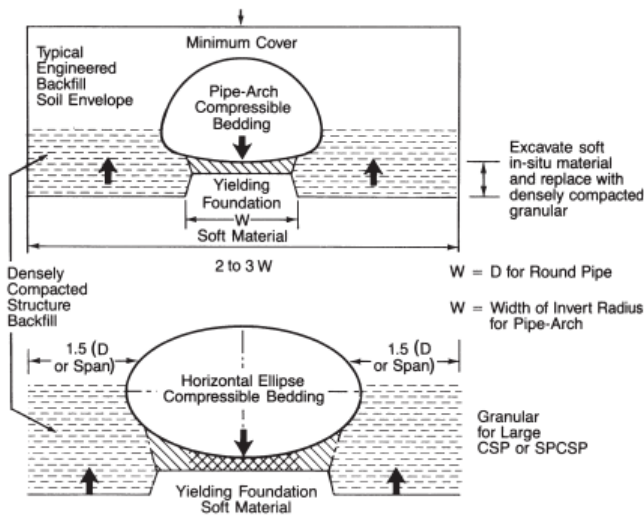 Minimum Cover
Typical
Engineered
Backfill
Soil Envelope
Pipe-Arch
Compressible
Bedding
Excavate soft
in-situ material
and replace with
densely compacted
granular
Yielding
Foundation
W
Soft Material
2 to 3 W
Densely
Compacted
Structure
Backfill
W = D for Round Pipe
W = Width of Invert Radius
for Pipe-Arch
1.5 (D
or Span)
1.5 (D
or Span)
Horizontal Ellipse
Compressible Bedding
Granular
for Large
CSP or SPCSP
Yielding Foundation
Soft Material